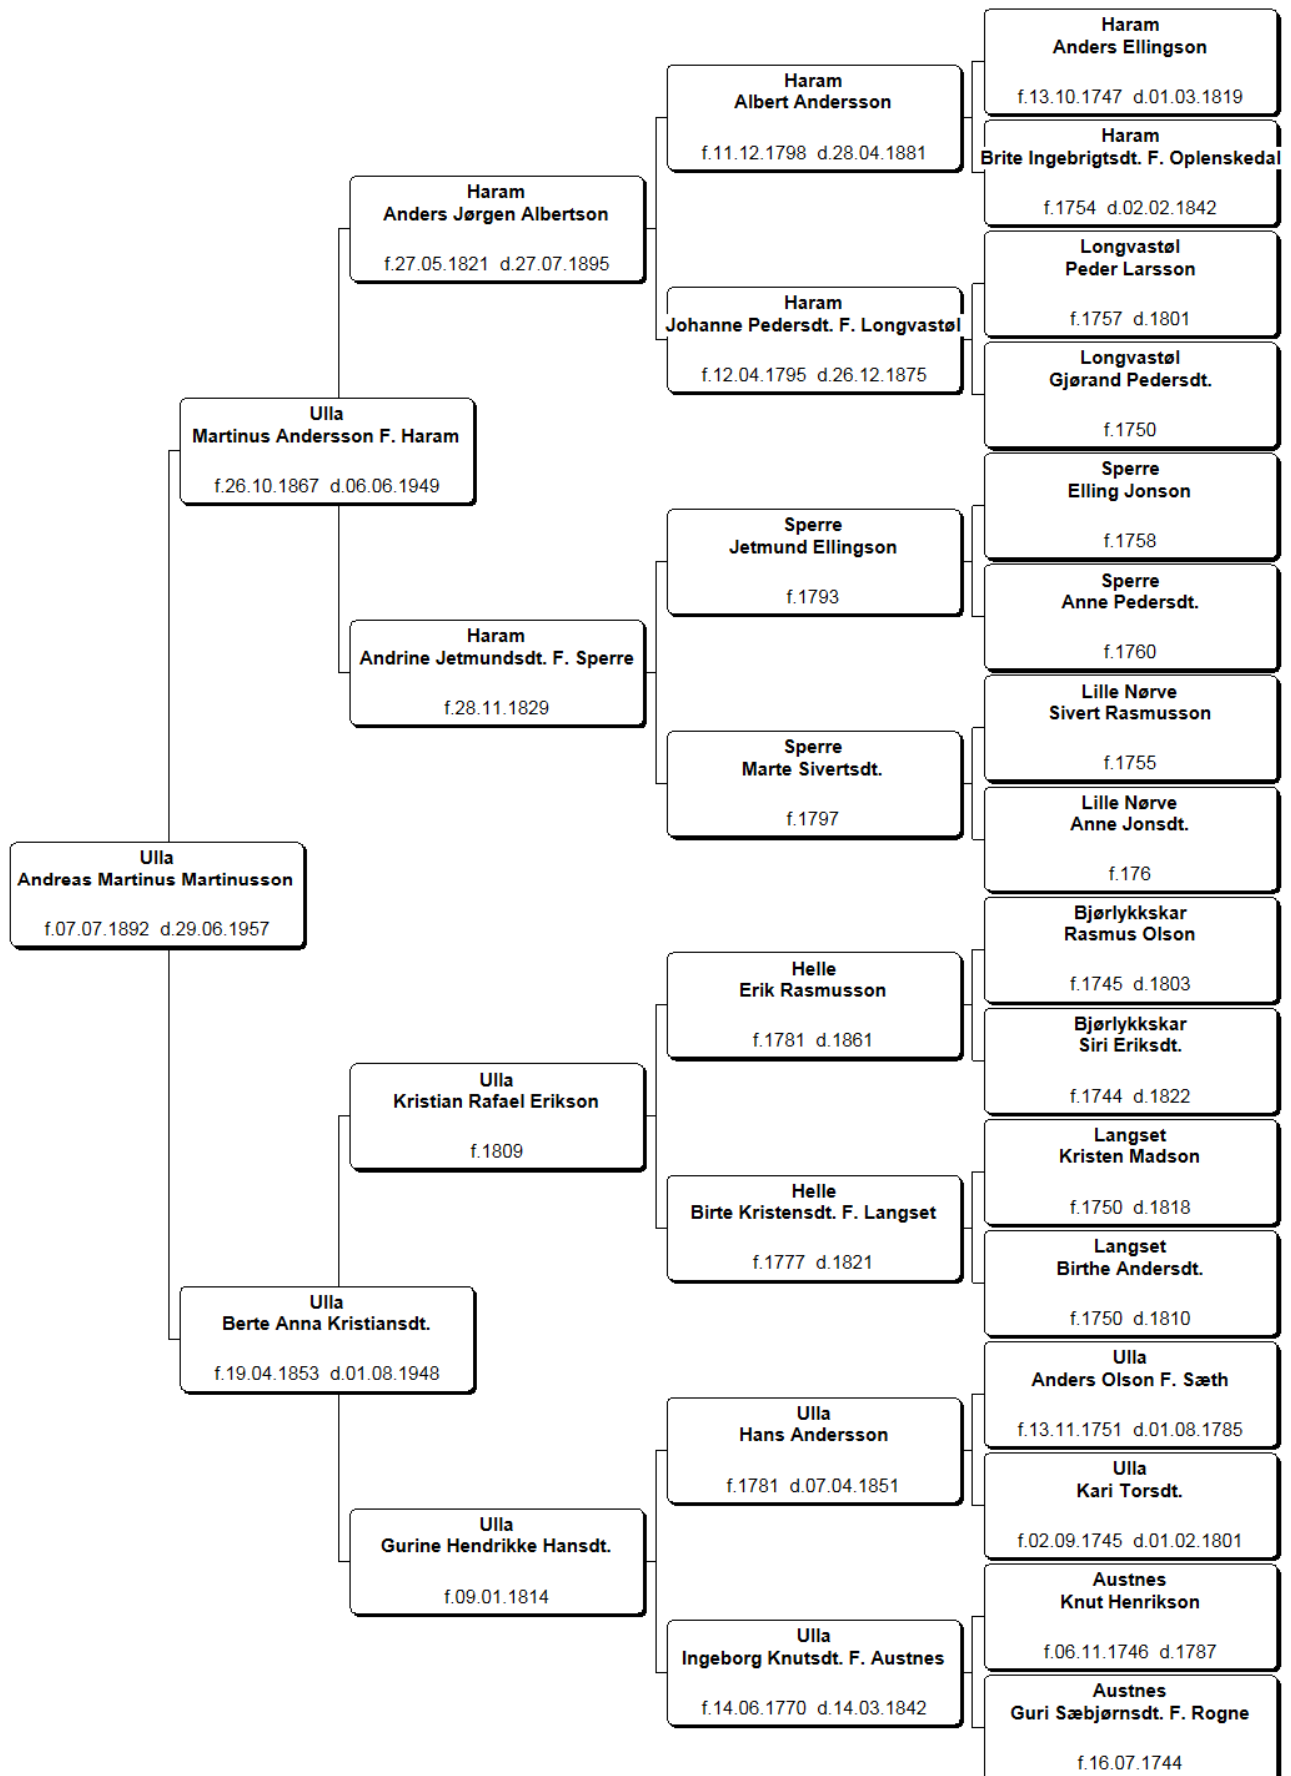 Haram
Anders Ellingson
f.13.10.1747 d.01.03.1819
Haram
Albert Andersson
f.11.12.1798 d.28.04.1881
Haram
Brite Ingebrigtsdt. F. Oplenskedal
f.1754 d.02.02.1842
Haram
Anders Jørgen Albertson
f.27.05.1821 d.27.07.1895
Longvastøl
Peder Larsson
f.1757 d.1801
Haram
Johanne Pedersdt. F. Longvastøl
f.12.04.1795 d.26.12.1875
Longvastøl
Gjørand Pedersdt.
f.1750
Ulla
Martinus Andersson F. Haram
f.26.10.1867 d.06.06.1949
Sperre
Elling Jonson
f.1758
Sperre
Jetmund Ellingson
f.1793
Sperre
Anne Pedersdt.
f.1760
Haram
Andrine Jetmundsdt. F. Sperre
f.28.11.1829
Lille Nørve
Sivert Rasmusson
f.1755
Sperre
Marte Sivertsdt.
f.1797
Lille Nørve
Anne Jonsdt.
f.176
Ulla
Andreas Martinus Martinusson
f.07.07.1892 d.29.06.1957
Bjørlykkskar
Rasmus Olson
f.1745 d.1803
Helle
Erik Rasmusson
f.1781 d.1861
Bjørlykkskar
Siri Eriksdt.
f.1744 d.1822
Ulla
Kristian Rafael Erikson
f.1809
Langset
Kristen Madson
f.1750 d.1818
Helle
Birte Kristensdt. F. Langset
f.1777 d.1821
Langset
Birthe Andersdt.
f.1750 d.1810
Ulla
Berte Anna Kristiansdt.
f.19.04.1853 d.01.08.1948
Ulla
Anders Olson F. Sæth
f.13.11.1751 d.01.08.1785
Ulla
Hans Andersson
f.1781 d.07.04.1851
Ulla
Kari Torsdt.
f.02.09.1745 d.01.02.1801
Ulla
Gurine Hendrikke Hansdt.
f.09.01.1814
Austnes
Knut Henrikson
f.06.11.1746 d.1787
Ulla
Ingeborg Knutsdt. F. Austnes
f.14.06.1770 d.14.03.1842
Austnes
Guri Sæbjørnsdt. F. Rogne
f.16.07.1744